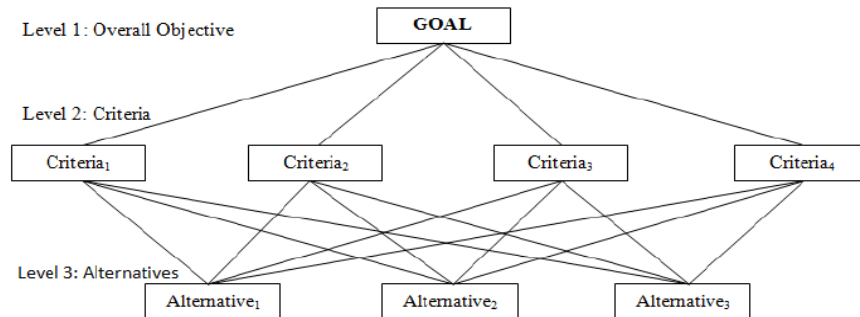 GOAL
Level 1: Overall Objective
Level 2: Criteria
Criteria₁ Criteria₂ Criteria₃ Criteria₄
Level 3: Alternatives
Alternative₁ Alternative₂ Alternative₃